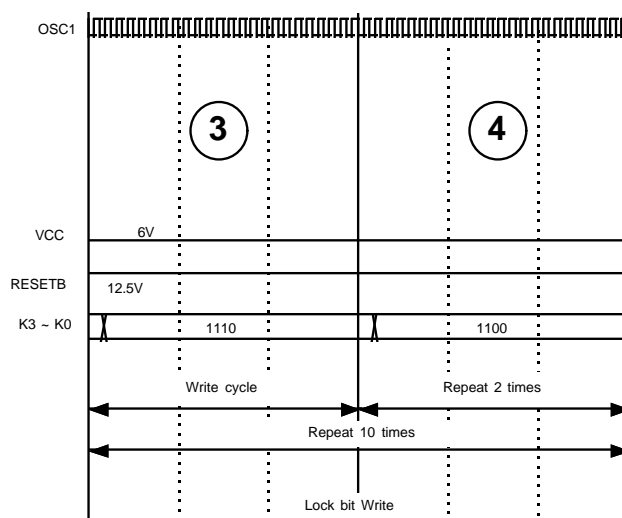 OSC1
3
4
VCC
6V
RESETB
12.5V
K3 ~ K0
1110
1100
Write cycle
Repeat 2 times
Repeat 10 times
Lock bit Write